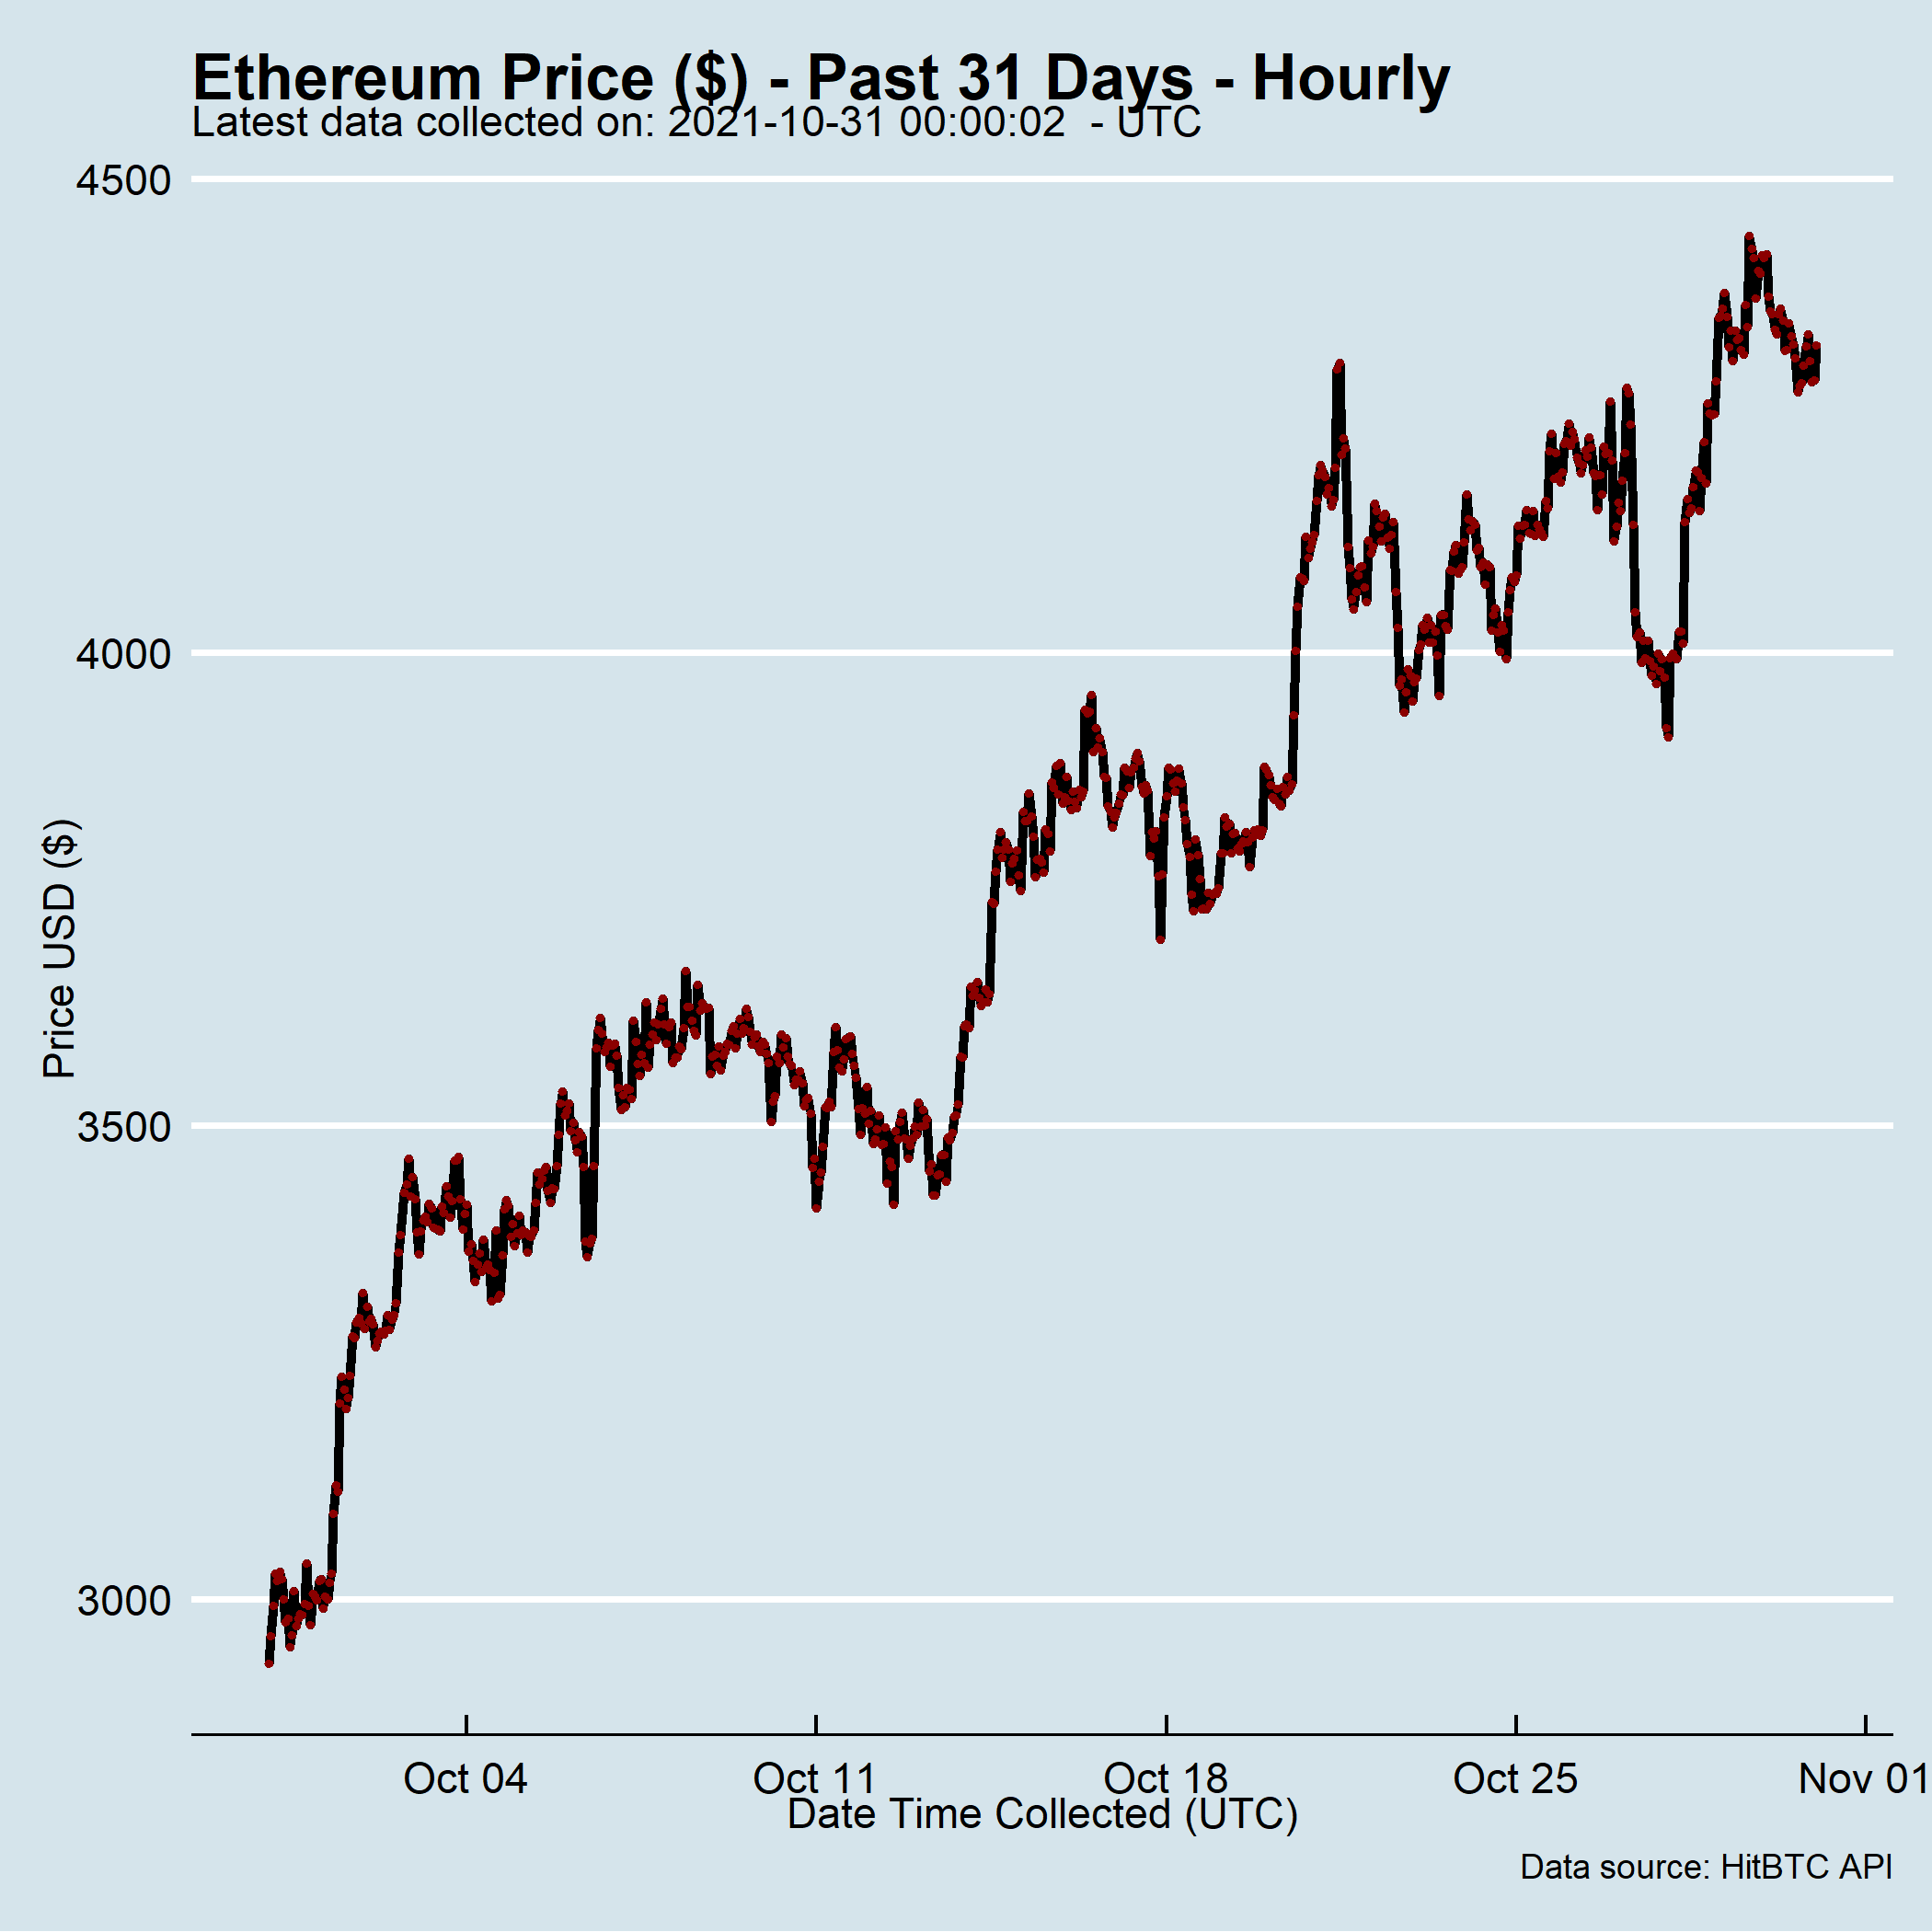 Ethereum Price ($) - Past 31 Days - Hourly
Latest data collected on: 2021-10-31 00:00:02  - UTC
4500
4000
3500
3000
Price USD ($)
Oct 04
Oct 11
Oct 18
Oct 25
Nov 01
Date Time Collected (UTC)
Data source: HitBTC API